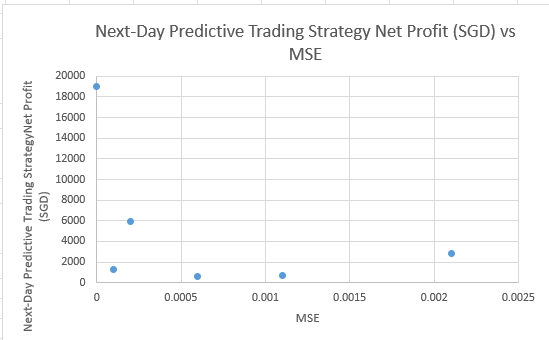 Next-Day Predictive Trading Strategy Net Profit (SGD) vs
MSE
Next-Day Predictive Trading StrategyNet Profit
(SGD)
20000
18000
16000
14000
12000
10000
8000
6000
4000
2000
0
0 0.0005 0.001 0.0015 0.002 0.0025
MSE